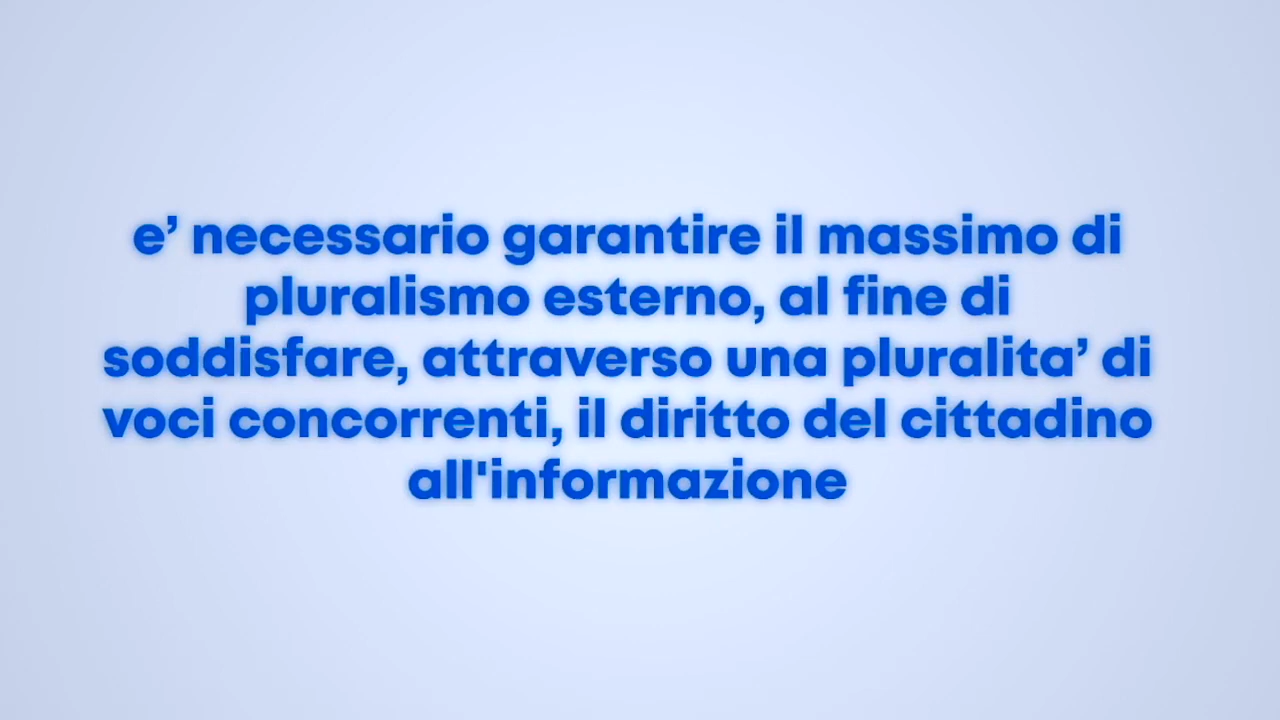 e’ necessario garantire il massimo di
pluralismo esterno, al fine di
soddisfare, attraverso una pluralita’ di
voci concorrenti, il diritto del cittadino
all'informazione